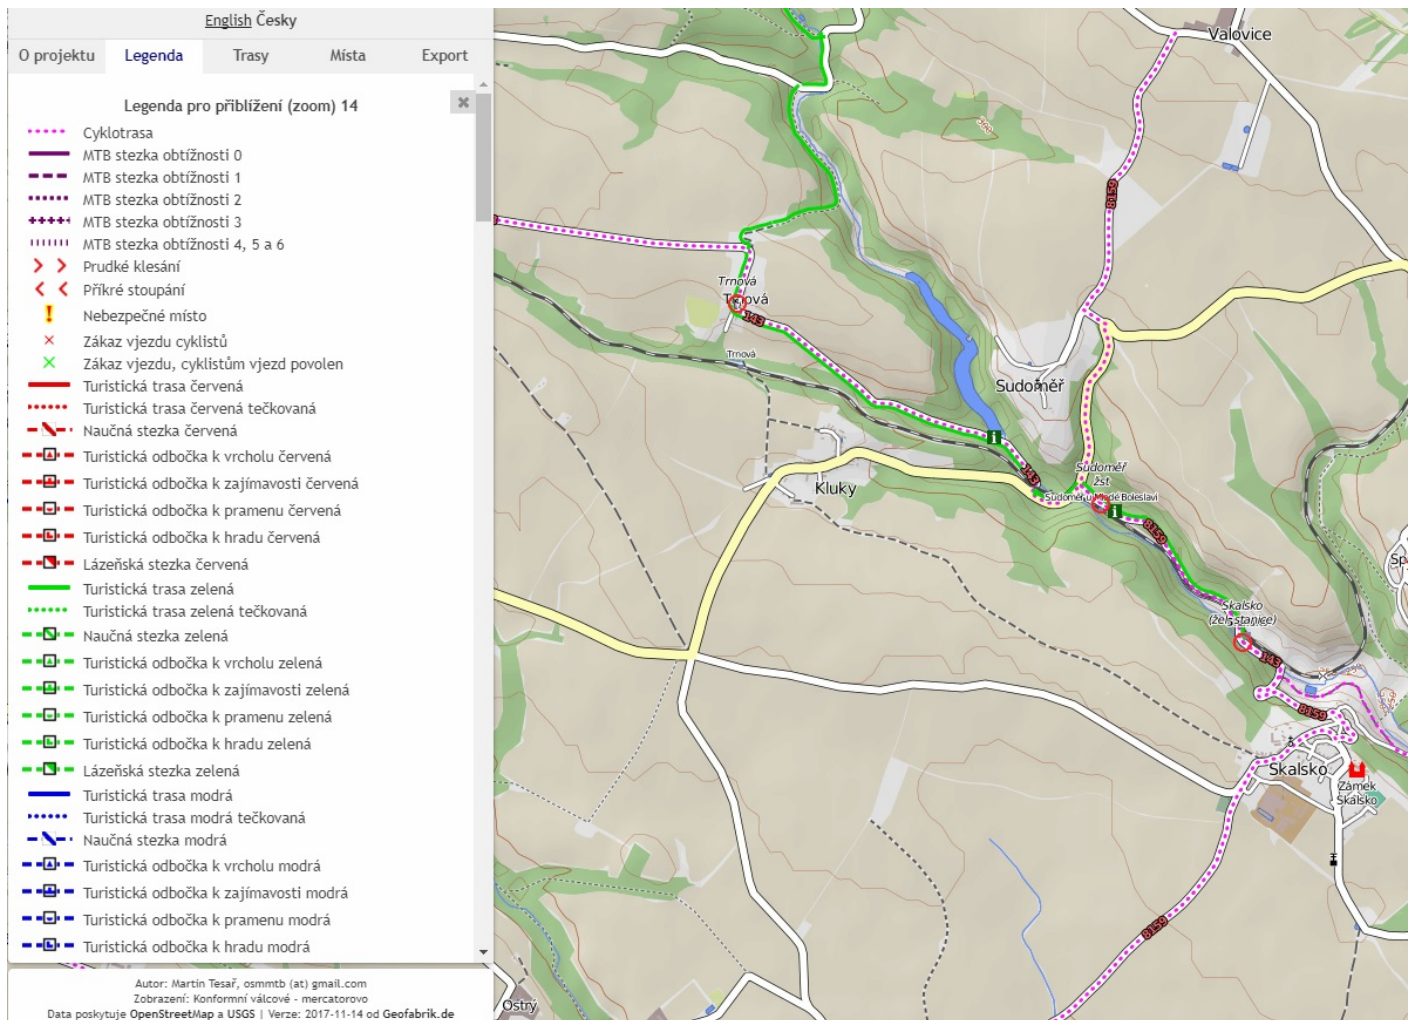 English Česky
O projektu Legenda Trasy Místa Export
Legenda pro přiblížení (zoom) 14
Cyklotrasa
MTB stezka obtížnosti 0
MTB stezka obtížnosti 1
MTB stezka obtížnosti 2
MTB stezka obtížnosti 3
MTB stezka obtížnosti 4, 5 a 6
Prudké klesání
Příkré stoupání
Nebezpečné místo
Zákaz vjezdu cyklistů
Zákaz vjezdu, cyklistům vjezd povolen
Turistická trasa červená
Turistická trasa červená tečkovaná
Naučná stezka červená
Turistická odbočka k vrcholu červená
Turistická odbočka k zajímavosti červená
Turistická odbočka k pramenu červená
Turistická odbočka k hradu červená
Lázeňská stezka červená
Turistická trasa zelená
Turistická trasa zelená tečkovaná
Naučná stezka zelená
Turistická odbočka k vrcholu zelená
Turistická odbočka k zajímavosti zelená
Turistická odbočka k pramenu zelená
Turistická odbočka k hradu zelená
Lázeňská stezka zelená
Turistická trasa modrá
Turistická trasa modrá tečkovaná
Naučná stezka modrá
Turistická odbočka k vrcholu modrá
Turistická odbočka k zajímavosti modrá
Turistická odbočka k pramenu modrá
Turistická odbočka k hradu modrá
Autor: Martin Tesař, osmmtb (at) gmail.com
Zobrazení: Konformní válcové - mercatorovo
Data poskytuje OpenStreetMap a USGS | Verze: 2017-11-14 od Geofabrik.de
Valovice
360
8159
Trnová
Trnová
143
Trnová
Sudoměř
i
Kluky
143
Sudoměř
žst
Sudoměř u Mladé Boleslavi
i
8159
Skalsko
(žel. stanice)
143
8159
Skalsko
Zámek
Skalsko
8159
Ostrý